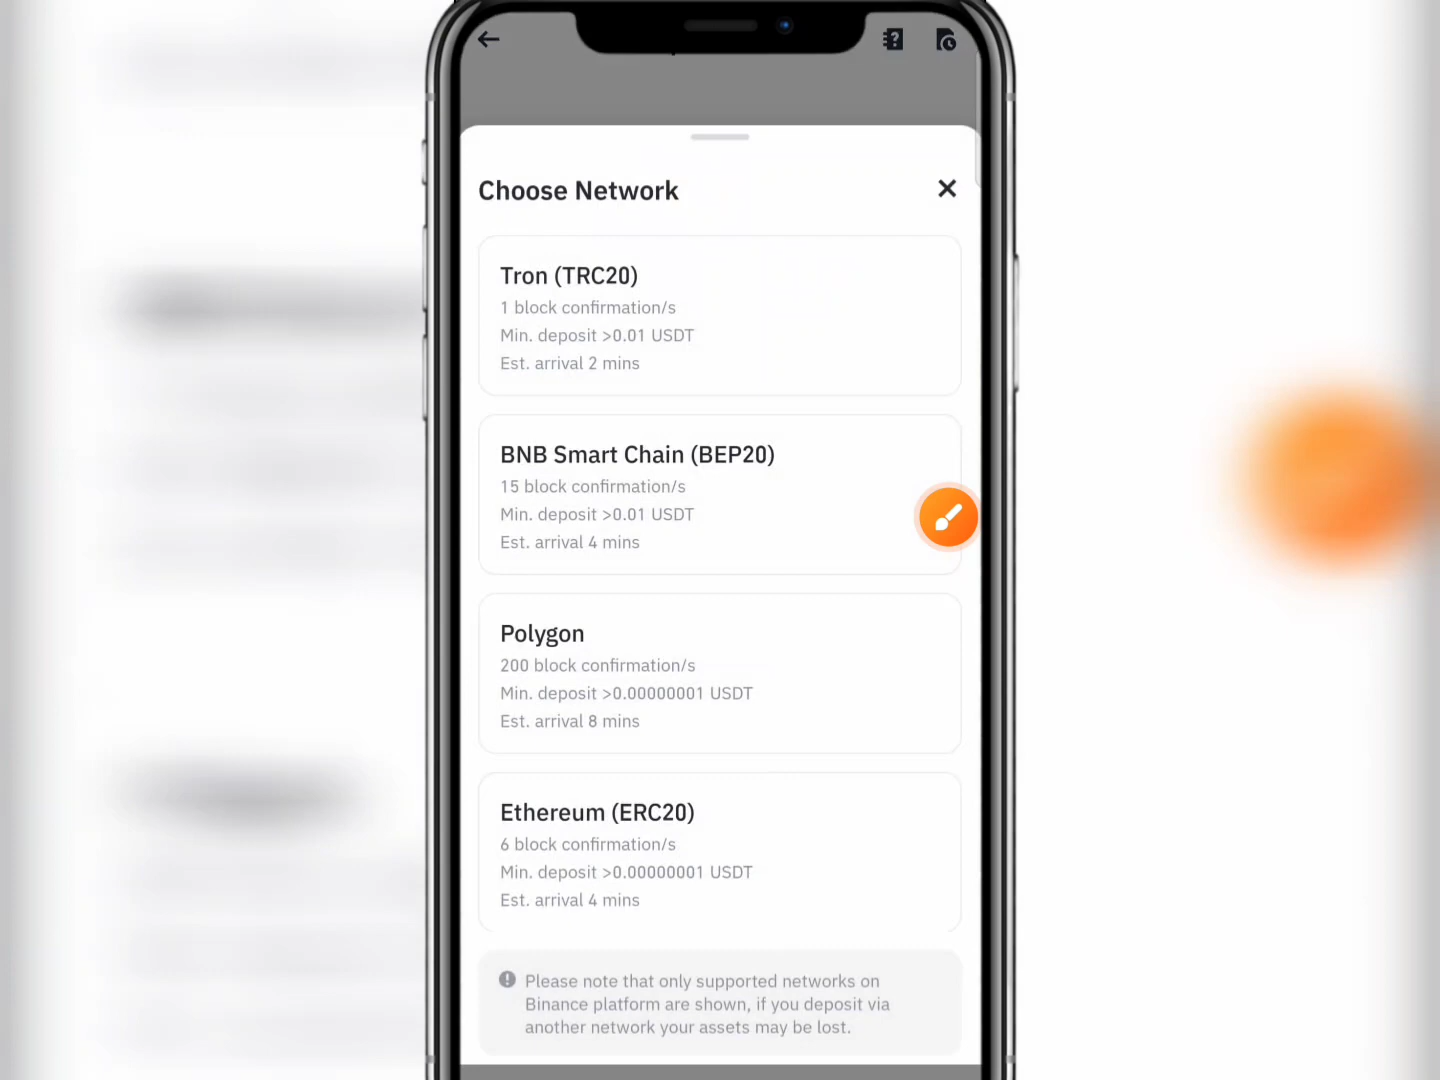 Choose Network
Tron (TRC20)
1 block confirmation/s
Min. deposit >0.01 USDT
Est. arrival 2 mins
BNB Smart Chain (BEP20)
15 block confirmation/s
Min. deposit >0.01 USDT
Est. arrival 4 mins
Polygon
200 block confirmation/s
Min. deposit >0.00000001 USDT
Est. arrival 8 mins
Ethereum (ERC20)
6 block confirmation/s
Min. deposit >0.00000001 USDT
Est. arrival 4 mins
Please note that only supported networks on
Binance platform are shown, if you deposit via
another network your assets may be lost.